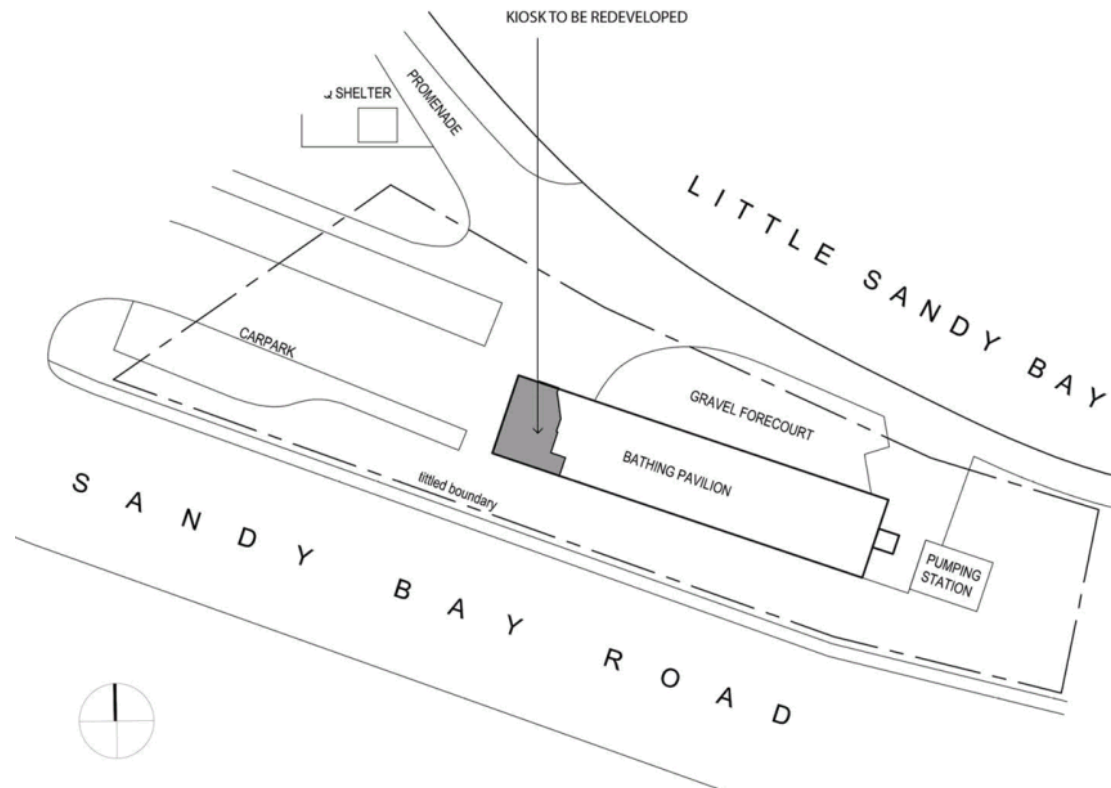 KIOSK TO BE REDEVELOPED
SHELTER
PROMENADE
LITTLE SANDY BAY
CARPARK
GRAVEL FORECOURT
BATHING PAVILION
tittled boundary
PUMPING
STATION
SANDY BAY ROAD